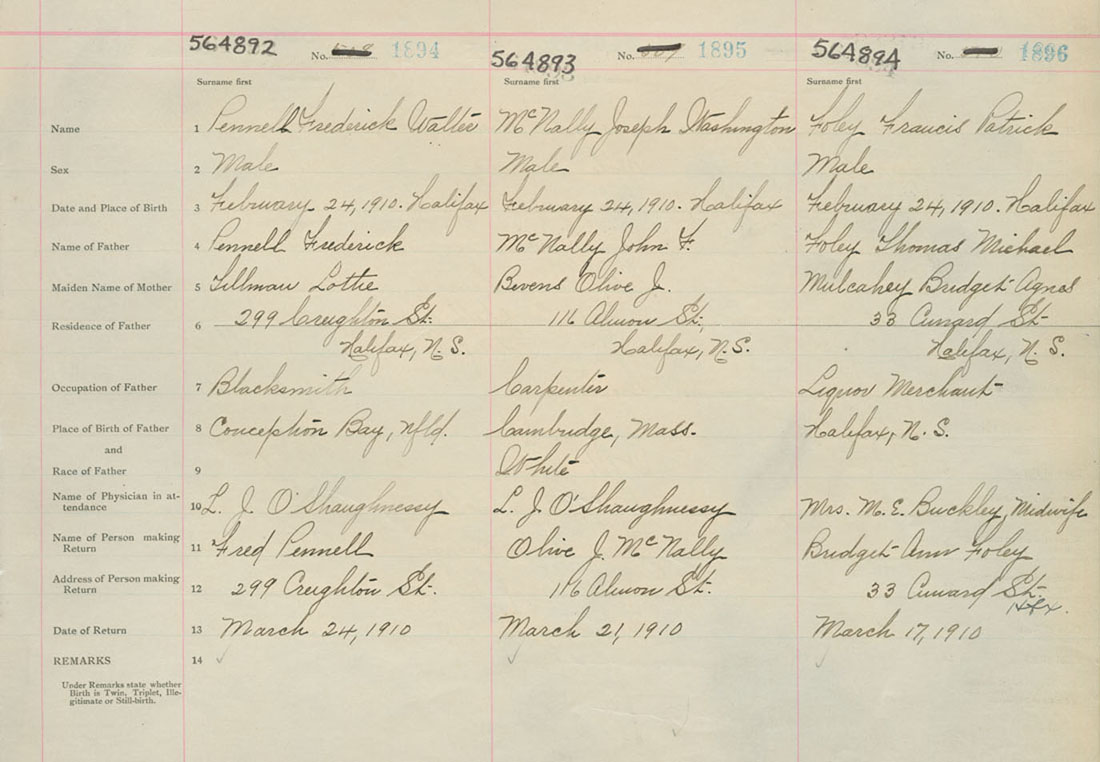 564892 No. 1894 564893 No. 1895 564894 No. 1896
Surname first Surname first Surname first
Name 1 Pennell Frederick Walter McNally Joseph Washington Foley Francis Patrick
Sex 2 Male Male Male
Date and Place of Birth 3 February 24, 1910. Halifax February 24, 1910. Halifax February 24, 1910. Halifax
Name of Father 4 Pennell Frederick McNally John F. Foley Thomas Michael
Maiden Name of Mother 5 Tillman Lottie Bevens Olive J. Mulcahey Bridget Agnes
Residence of Father 6 299 Creighton St. 116 Almon St., 33 Cunard St
Halifax, N.S. Halifax, N.S. Halifax, N.S.
Occupation of Father 7 Blacksmith Carpenter Liquor Merchant
Place of Birth of Father 8 Conception Bay, Nfld. Cambridge, Mass. Halifax, N.S.
and
Race of Father 9 White
Name of Physician in at-
tendance 10 L. J. O'Shaughnessy L. J. O'Shaughnessy Mrs. M. E. Buckley, Midwife
Name of Person making
Return 11 Fred Pennell Olive J. McNally Bridget Ann Foley
Address of Person making
Return 12 299 Creighton St. 116 Almon St. 33 Cunard St.
Hfx.
Date of Return 13 March 24, 1910 March 21, 1910 March 17, 1910
REMARKS 14
Under Remarks state whether
Birth is Twin, Triplet, Ille-
gitimate or Still-birth.